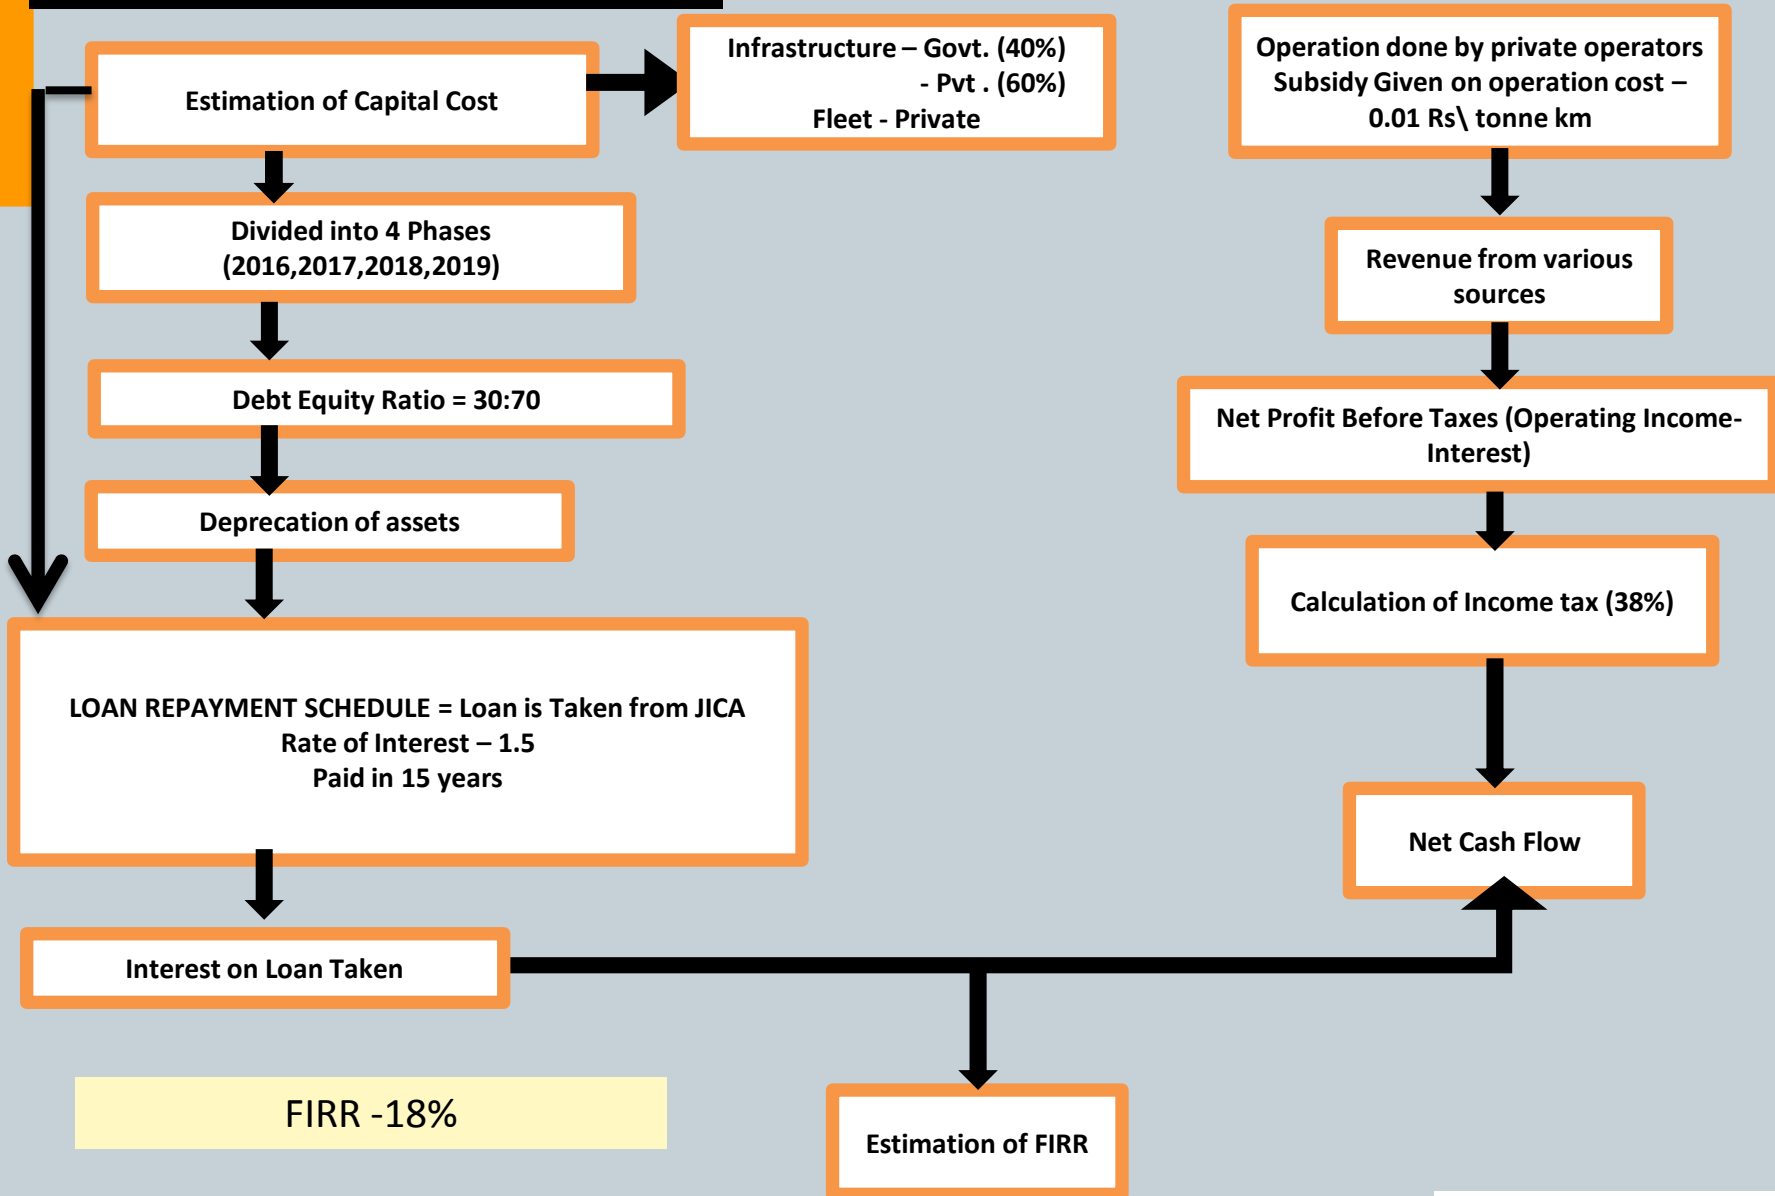 Estimation of Capital Cost
Infrastructure – Govt. (40%)
- Pvt . (60%)
Fleet - Private
Divided into 4 Phases
(2016,2017,2018,2019)
Debt Equity Ratio = 30:70
Deprecation of assets
LOAN REPAYMENT SCHEDULE = Loan is Taken from JICA
Rate of Interest – 1.5
Paid in 15 years
Interest on Loan Taken
FIRR -18%
Operation done by private operators
Subsidy Given on operation cost –
0.01 Rs\ tonne km
Revenue from various
sources
Net Profit Before Taxes (Operating Income-
Interest)
Calculation of Income tax (38%)
Net Cash Flow
Estimation of FIRR